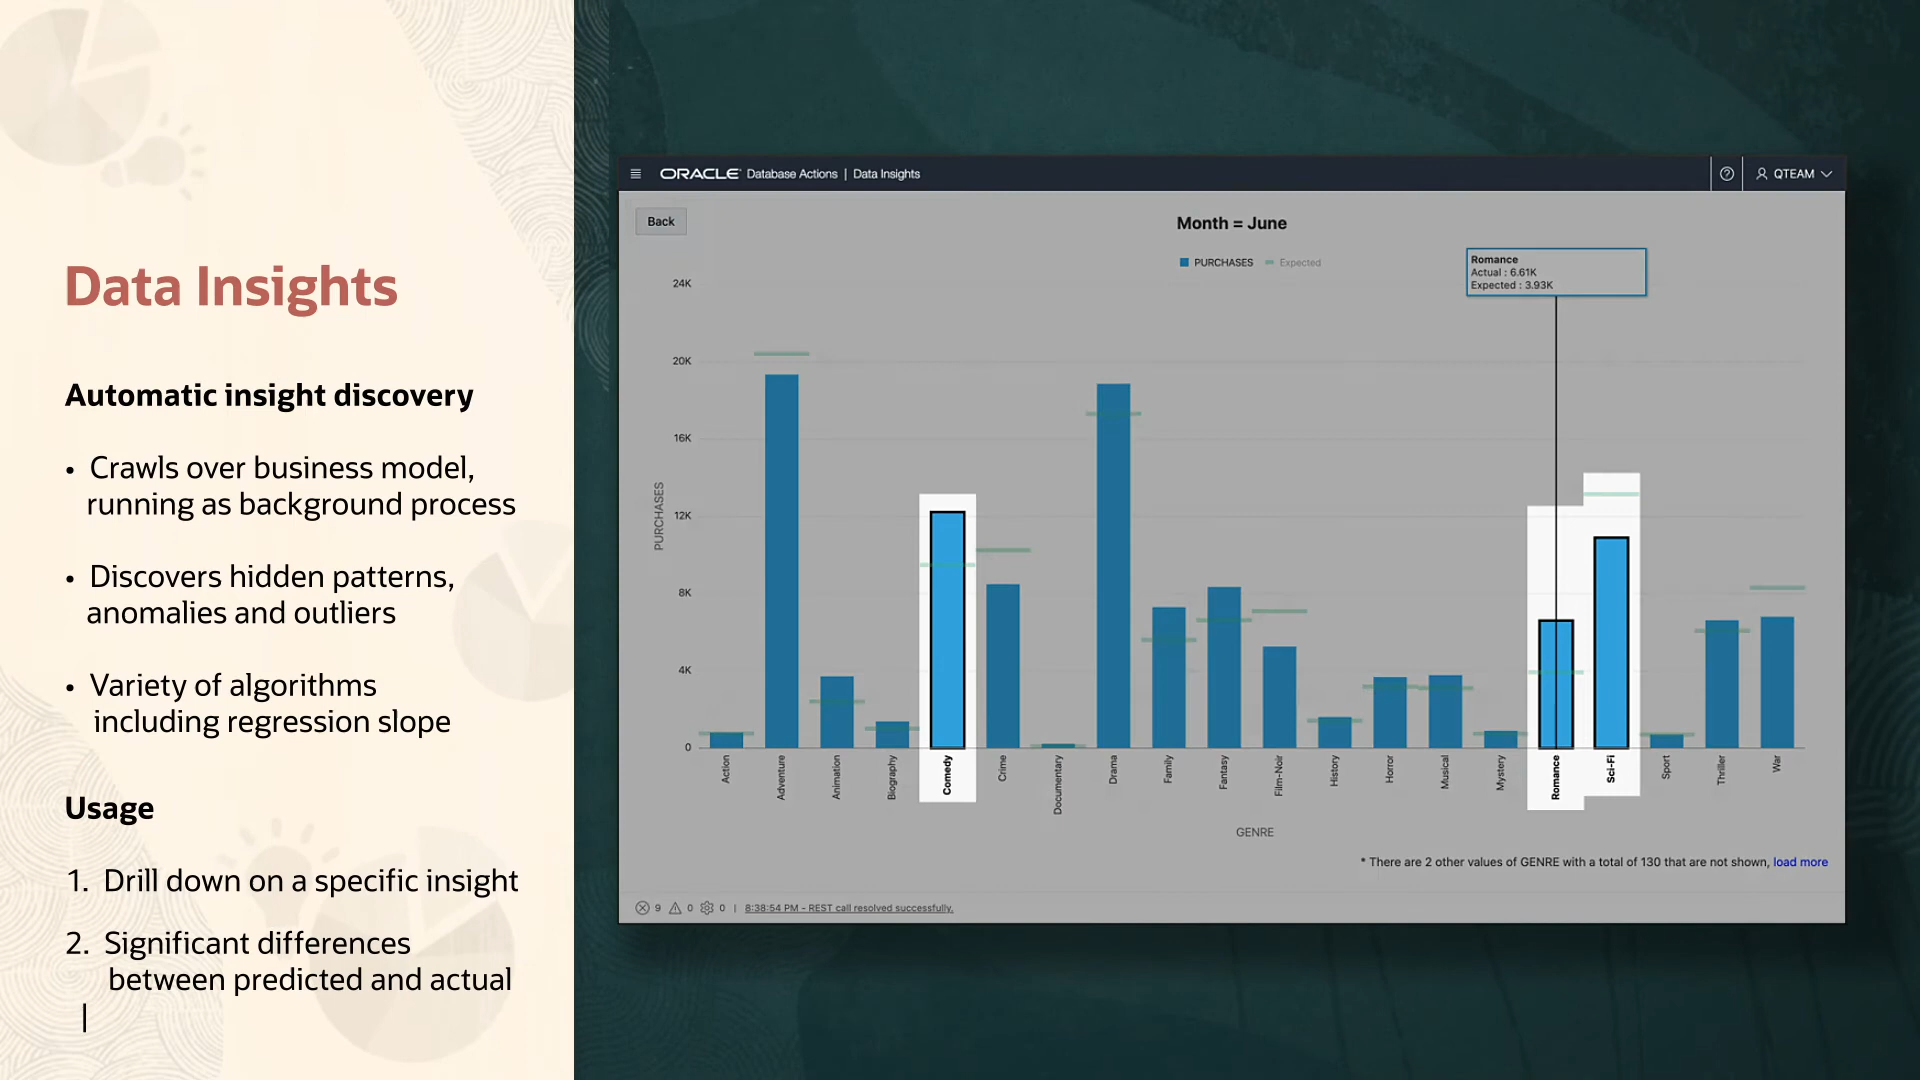 Data Insights
Automatic insight discovery
• Crawls over business model,
running as background process
• Discovers hidden patterns,
anomalies and outliers
• Variety of algorithms
including regression slope
Usage
1. Drill down on a specific insight
2. Significant differences
between predicted and actual
ORACLE Database Actions | Data Insights
QTEAM
Back
Month = June
PURCHASES Expected
Romance
Actual : 6.61K
Expected : 3.93K
24K
20K
16K
12K
8K
4K
0
PURCHASES
Action
Adventure
Animation
Biography
Comedy
Crime
Documentary
Drama
Family
Fantasy
Film-Noir
History
Horror
Musical
Mystery
Romance
Sci-Fi
Sport
Thriller
War
GENRE
* There are 2 other values of GENRE with a total of 130 that are not shown, load more
9 0 0 | 8:38:54 PM - REST call resolved successfully.